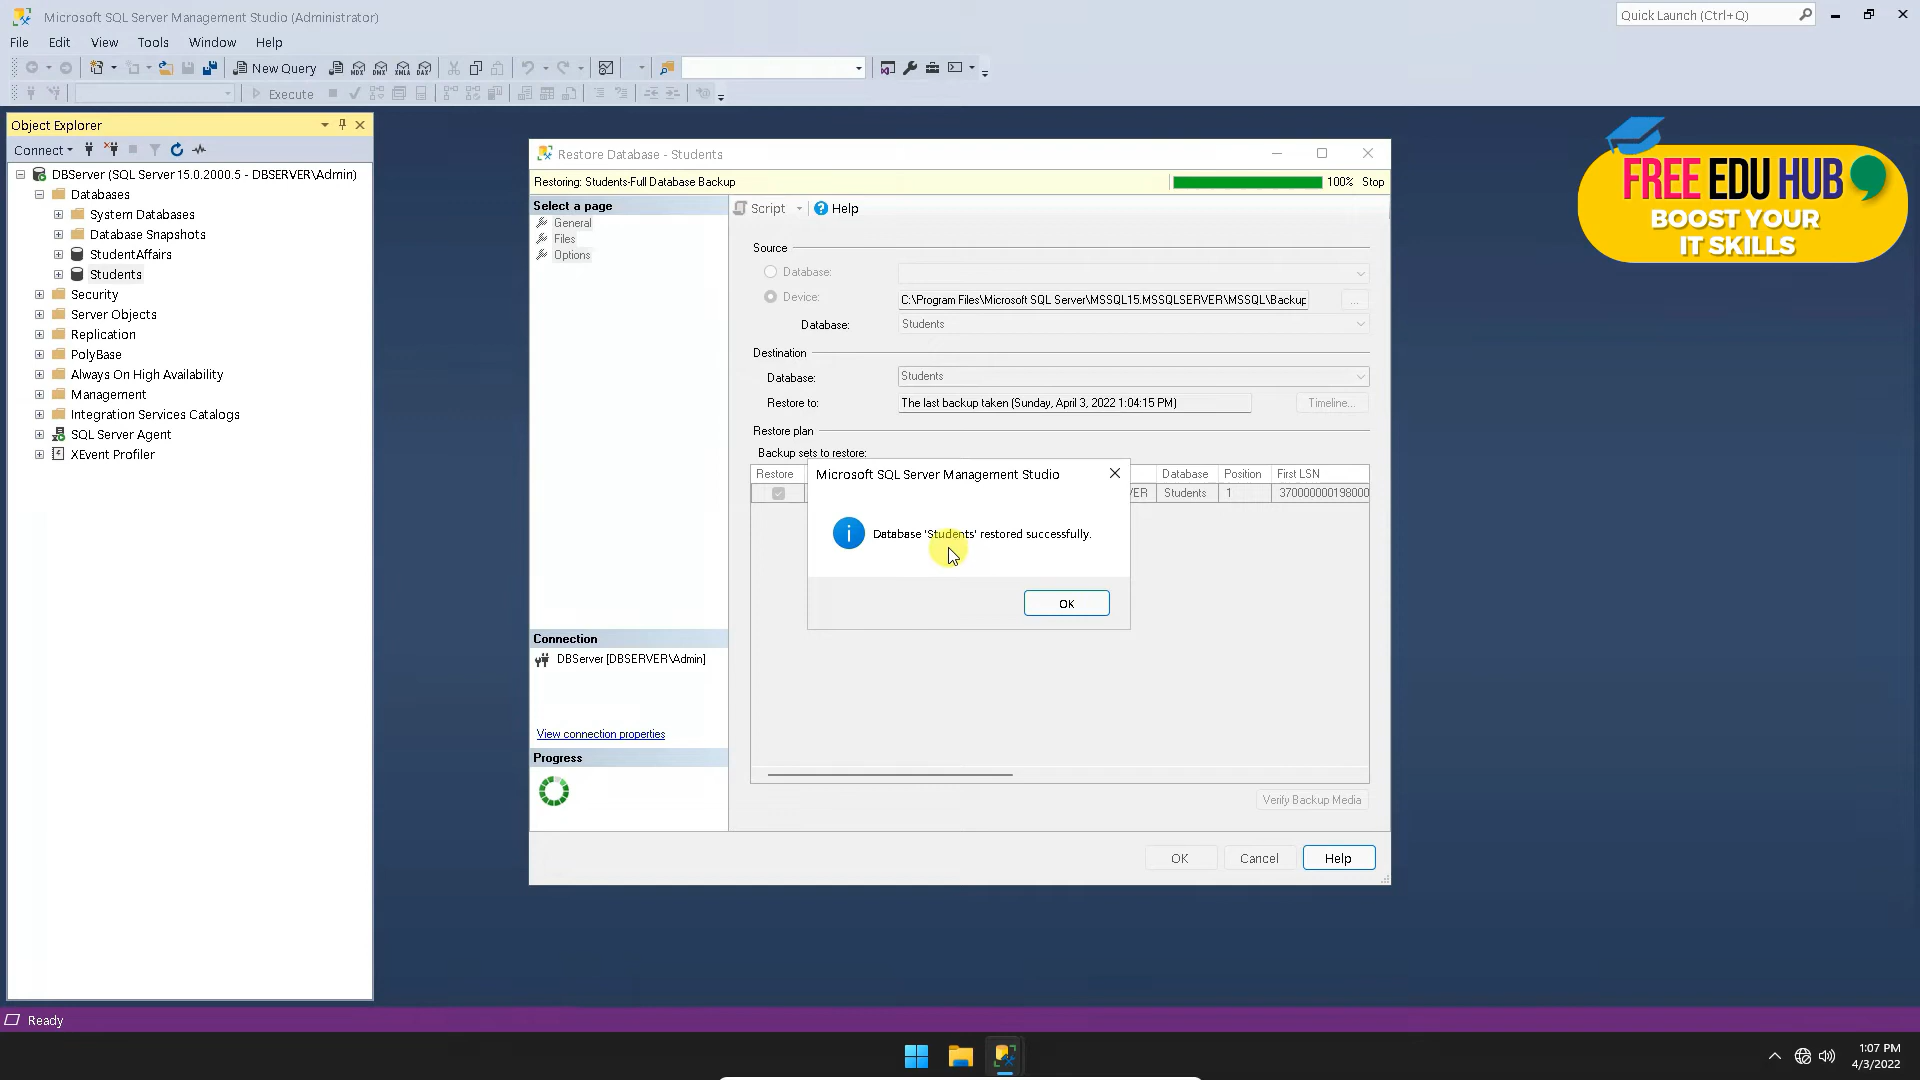 Microsoft SQL Server Management Studio (Administrator)
Quick Launch (Ctrl+Q)
File Edit View Tools Window Help
New Query
MDX DMX XMLA DAX
Execute
Object Explorer
Connect
DBServer (SQL Server 15.0.2000.5 - DBSERVER\Admin)
Databases
System Databases
Database Snapshots
StudentAffairs
Students
Security
Server Objects
Replication
PolyBase
Always On High Availability
Management
Integration Services Catalogs
SQL Server Agent
XEvent Profiler
Restore Database - Students
Restoring: Students-Full Database Backup
100% Stop
Select a page
General
Files
Options
Script Help
Source
Database:
Device: C:\Program Files\Microsoft SQL Server\MSSQL15.MSSQLSERVER\MSSQL\Backup
...
Database: Students
Destination
Database: Students
Restore to: The last backup taken (Sunday, April 3, 2022 1:04:15 PM) Timeline...
Restore plan
Backup sets to restore:
Restore Database Position First LSN
Students 1 370000000198000
Microsoft SQL Server Management Studio
Database 'Students' restored successfully.
OK
Connection
DBServer [DBSERVER\Admin]
View connection properties
Progress
Verify Backup Media
OK Cancel Help
FREE EDU HUB
BOOST YOUR
IT SKILLS
Ready
1:07 PM
4/3/2022